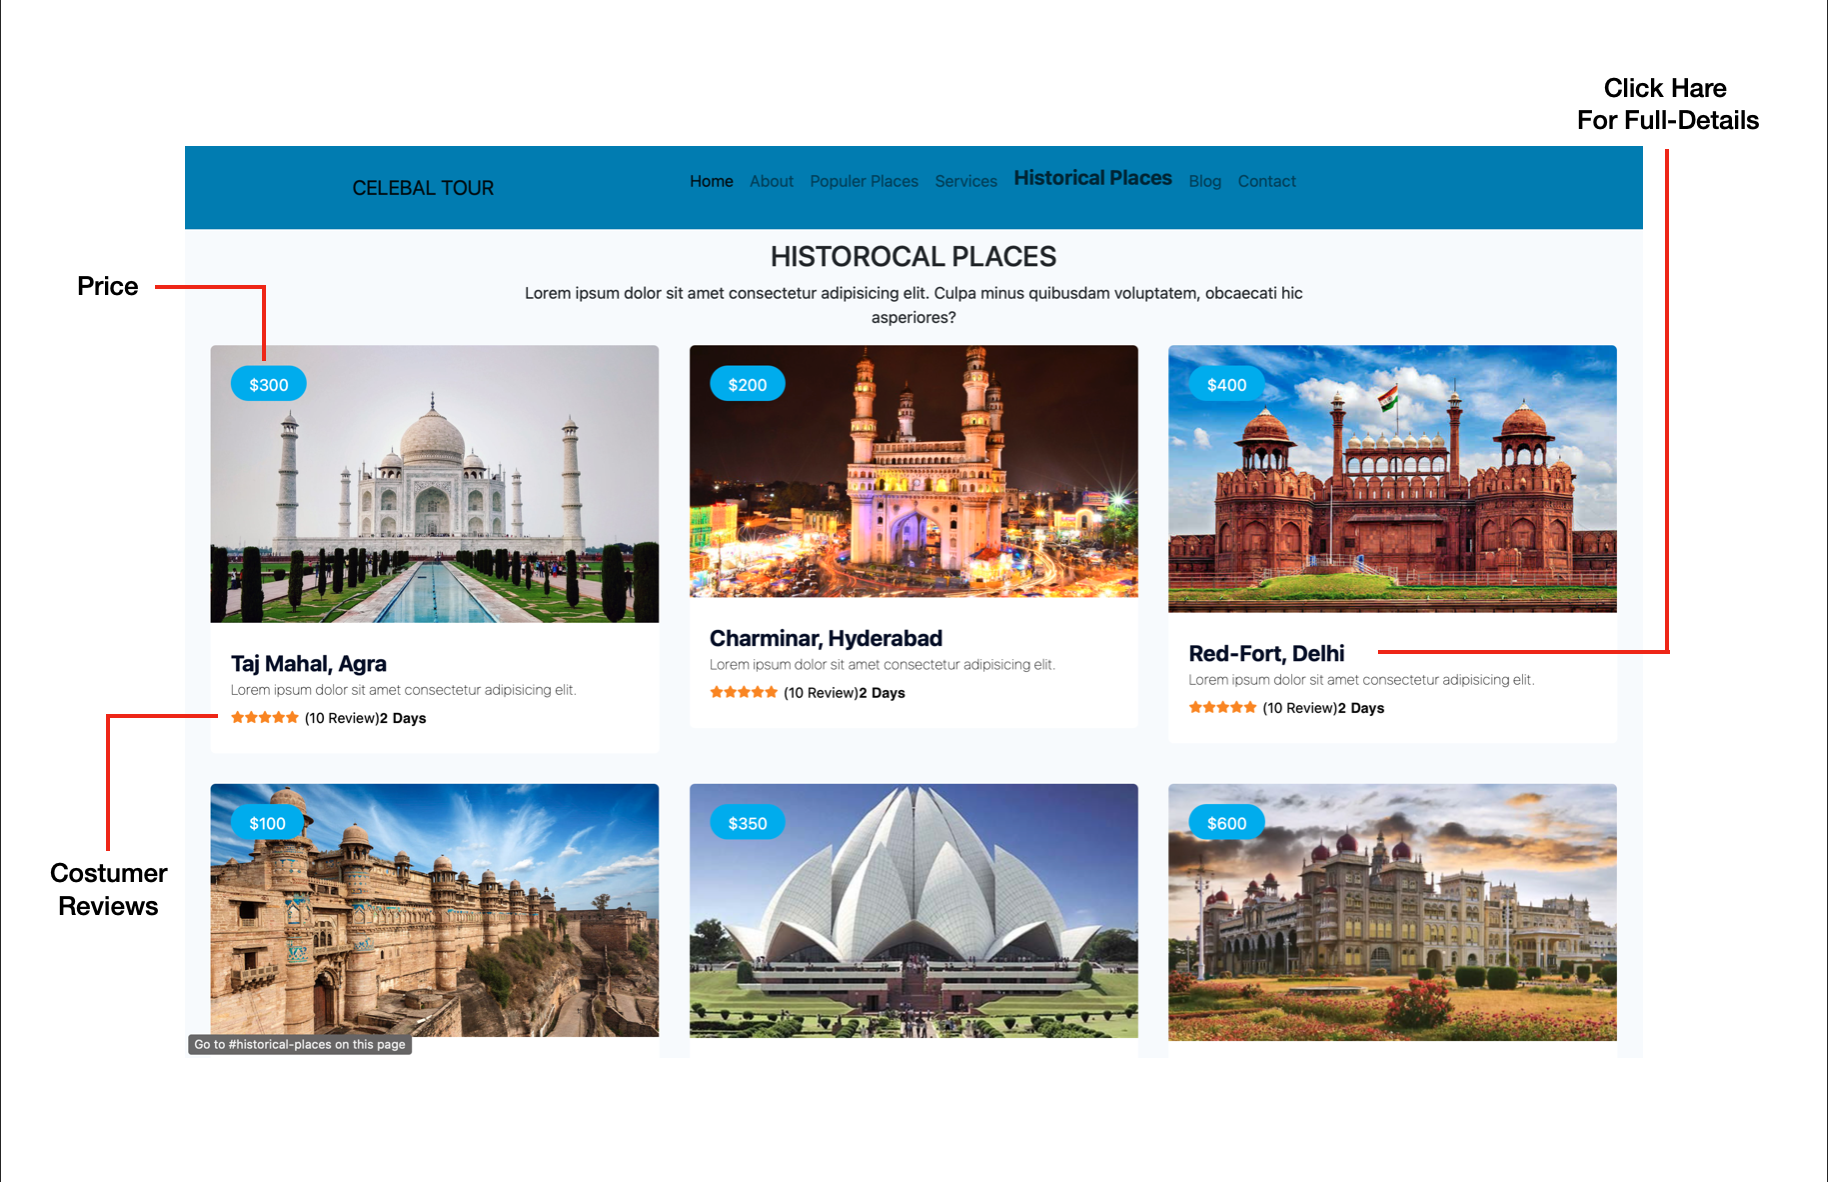 Click Hare
For Full-Details
CELEBAL TOUR
Home About Populer Places Services Historical Places Blog Contact
HISTOROCAL PLACES
Lorem ipsum dolor sit amet consectetur adipisicing elit. Culpa minus quibusdam voluptatem, obcaecati hic
asperiores?
Price
$300
$200
$400
Taj Mahal, Agra
Lorem ipsum dolor sit amet consectetur adipisicing elit.
(10 Review)2 Days
Charminar, Hyderabad
Lorem ipsum dolor sit amet consectetur adipisicing elit.
(10 Review)2 Days
Red-Fort, Delhi
Lorem ipsum dolor sit amet consectetur adipisicing elit.
(10 Review)2 Days
Costumer
Reviews
$100
$350
$600
Go to #historical-places on this page